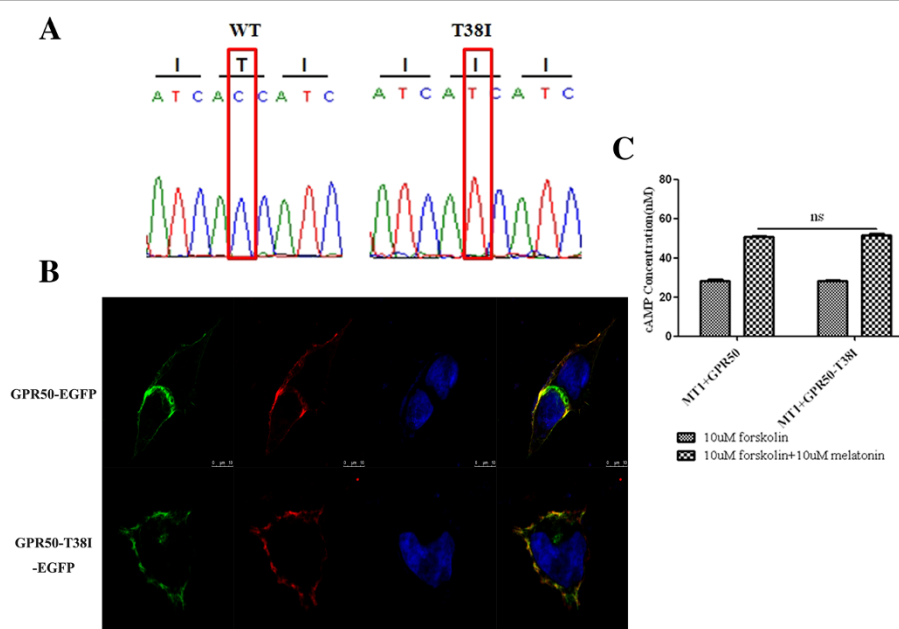 A
WT
T38I
I T I
I I I
A T C A C C A T C
A T C A T C A T C
C
80
60
40
20
0
cAMP Concentration(nM)
ns
MT1+GPR50
MT1+GPR50-T38I
10uM forskolin
10uM forskolin+10uM melatonin
B
GPR50-EGFP
GPR50-T38I
-EGFP